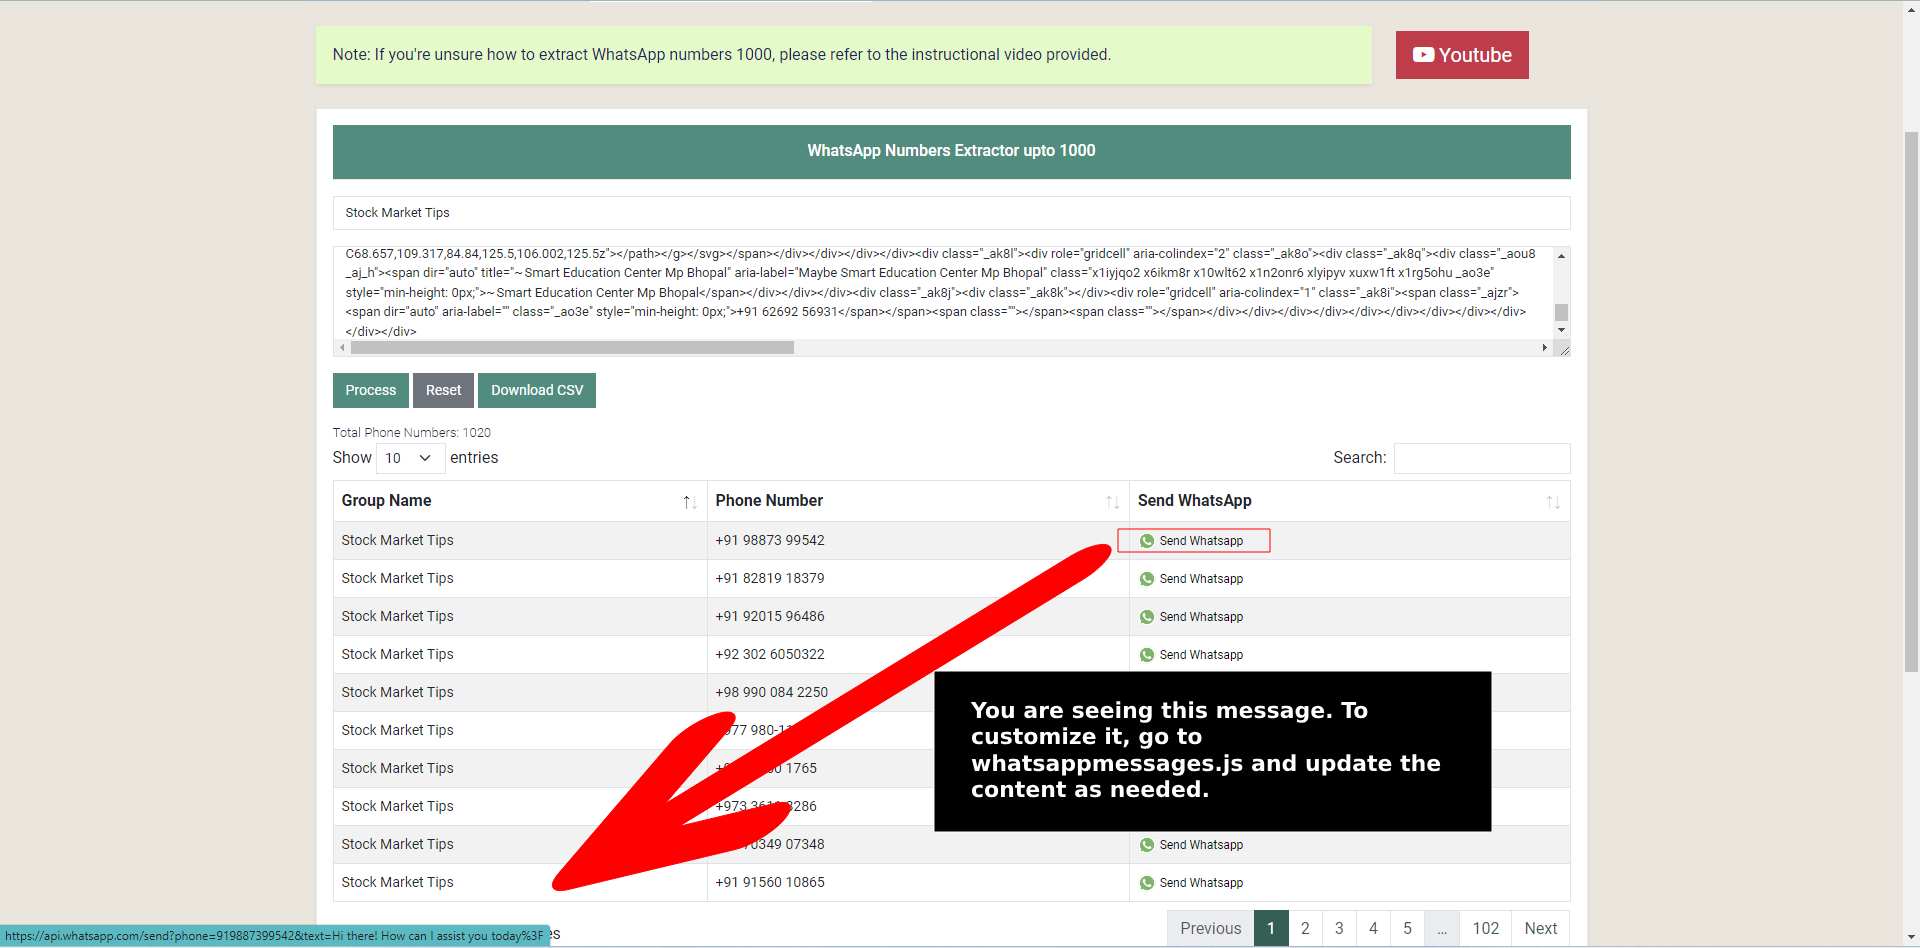 Note: If you're unsure how to extract WhatsApp numbers 1000, please refer to the instructional video provided.
Youtube
WhatsApp Numbers Extractor upto 1000
Stock Market Tips
C68.657,109.317,84.84,125.5,106.002,125.5z"></path></g></svg></span></div></div></div></div><div class="_ak8l"><div role="gridcell" aria-colindex="2" class="_ak8o"><div class="_ak8q"><div class="_aou8
_aj_h"><span dir="auto" title="~Smart Education Center Mp Bhopal" aria-label="Maybe Smart Education Center Mp Bhopal" class="x1iyjqo2 x6ikm8r x10wlt62 x1n2onr6 xlyipyv xuxw1ft x1rg5ohu _ao3e"
style="min-height: 0px;">~Smart Education Center Mp Bhopal</span></div></div></div><div class="_ak8j"><div class="_ak8k"></div><div role="gridcell" aria-colindex="1" class="_ak8i"><span class="_ajzr">
<span dir="auto" aria-label="" class="_ao3e" style="min-height: 0px;">+91 62692 56931</span></span><span class=""></span><span class=""></span></div></div></div></div></div></div></div></div>
</div></div>
Process Reset Download CSV
Total Phone Numbers: 1020
Show 10 entries Search:
Group Name Phone Number Send WhatsApp
Stock Market Tips +91 98873 99542 Send Whatsapp
Stock Market Tips +91 82819 18379 Send Whatsapp
Stock Market Tips +91 92015 96486 Send Whatsapp
Stock Market Tips +92 302 6050322 Send Whatsapp
Stock Market Tips +98 990 084 2250
Stock Market Tips
Stock Market Tips 1765
Stock Market Tips +973
Stock Market Tips 07348 Send Whatsapp
Stock Market Tips +91 91560 10865 Send Whatsapp
You are seeing this message. To
customize it, go to
whatsappmessages.js and update the
content as needed.
Previous 1 2 3 4 5 ... 102 Next
https://api.whatsapp.com/send?phone=919887399542&text=Hi there! How can I assist you today%3F